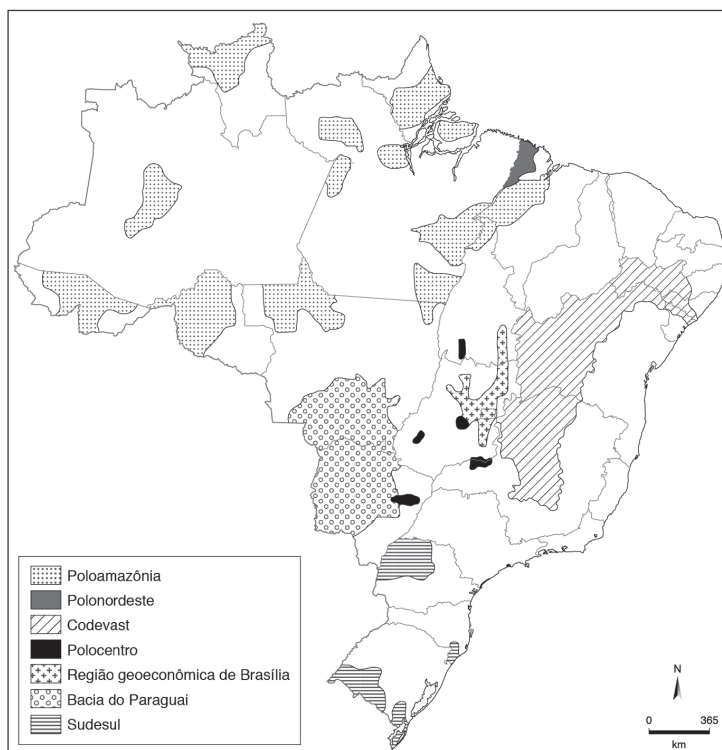 Poloamazônia
Polonordeste
Codevast
Polocentro
Região geoeconômica de Brasília
Bacia do Paraguai
Sudesul
N
0 365
km